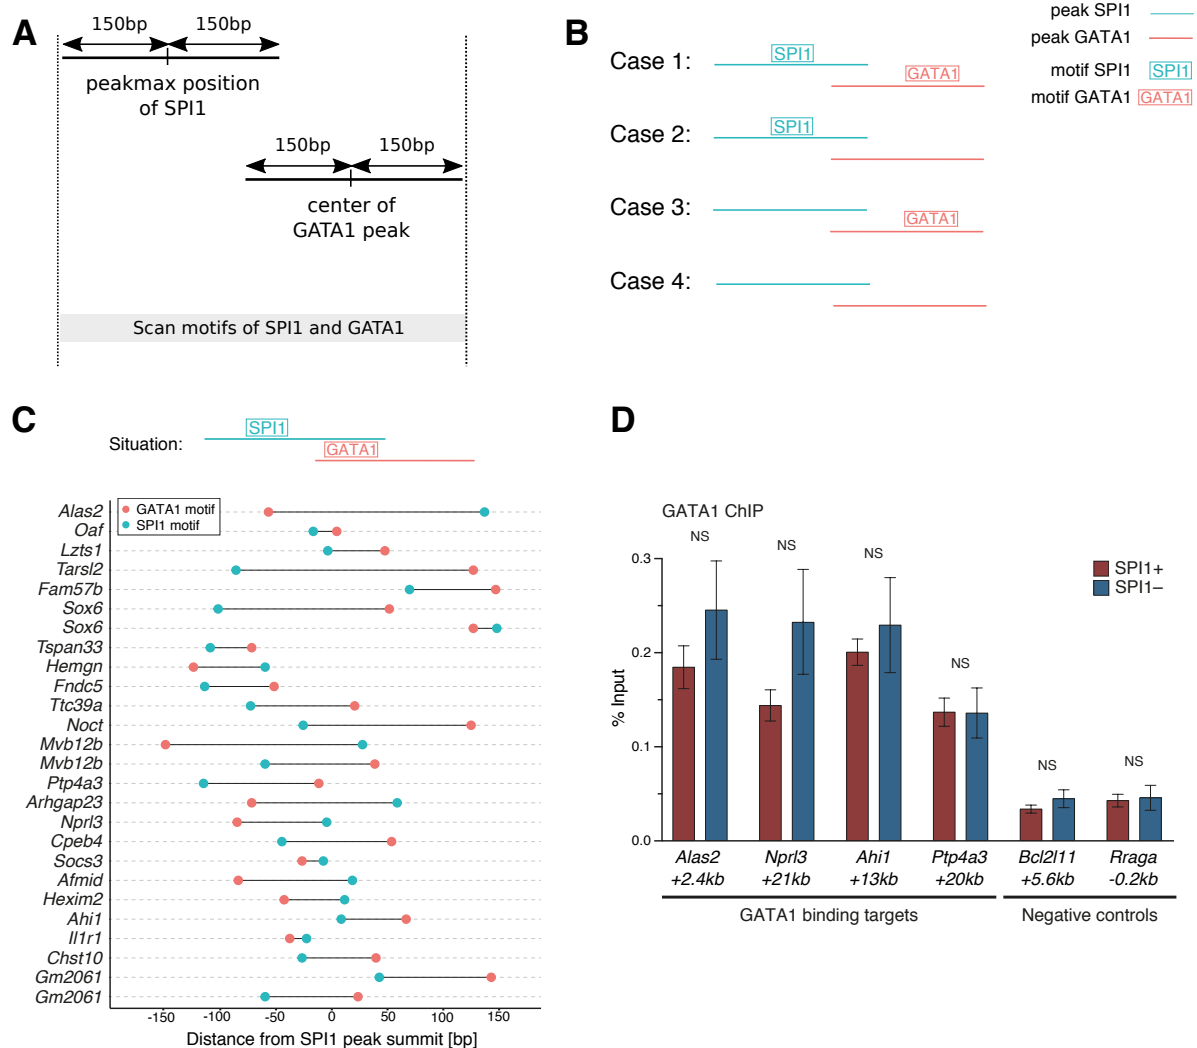 A
150bp 150bp
peakmax position
of SPI1
150bp 150bp
center of
GATA1 peak
Scan motifs of SPI1 and GATA1
B
peak SPI1
peak GATA1
motif SPI1 SPI1
motif GATA1 GATA1
Case 1: SPI1 GATA1
Case 2: SPI1
Case 3: GATA1
Case 4:
C
Situation: SPI1
GATA1
GATA1 motif
SPI1 motif
Alas2
Oaf
Lzts1
Tarsl2
Fam57b
Sox6
Sox6
Tspan33
Hemgn
Fndc5
Ttc39a
Noct
Mvb12b
Mvb12b
Ptp4a3
Arhgap23
Nprl3
Cpeb4
Socs3
Afmid
Hexim2
Ahi1
Il1r1
Chst10
Gm2061
Gm2061
-150 -100 -50 0 50 100 150
Distance from SPI1 peak summit [bp]
D
GATA1 ChIP
NS NS NS NS NS NS
SPI1+
SPI1–
% Input
0.3
0.2
0.1
0.0
Alas2 Nprl3 Ahi1 Ptp4a3 Bcl2l11 Rraga
+2.4kb +21kb +13kb +20kb +5.6kb -0.2kb
GATA1 binding targets Negative controls